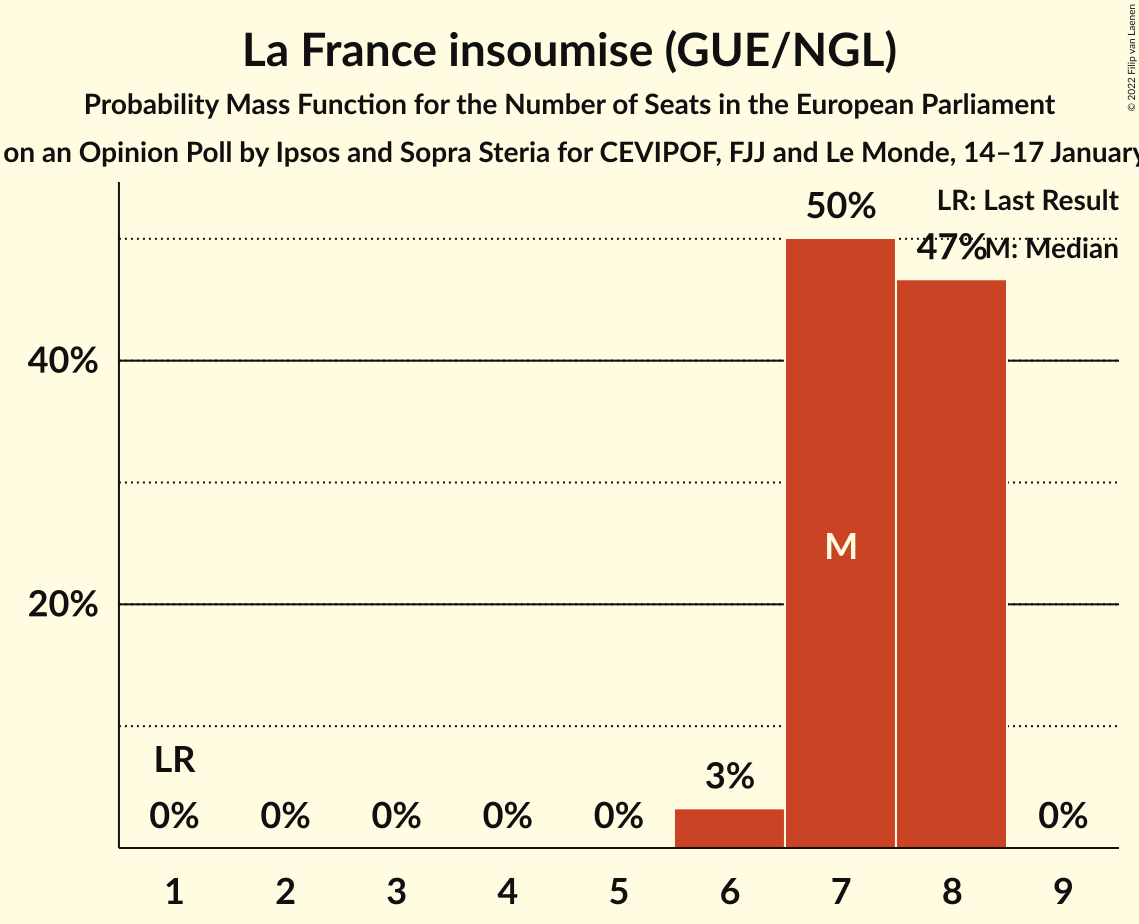 La France insoumise (GUE/NGL)
Probability Mass Function for the Number of Seats in the European Parliament
on an Opinion Poll by Ipsos and Sopra Steria for CEVIPOF, FJJ and Le Monde, 14–17 January
© 2022 Filip van Laenen
LR: Last Result
M: Median
50%
47%
40%
M
20%
LR
3%
0% 0% 0% 0% 0% 0%
1 2 3 4 5 6 7 8 9